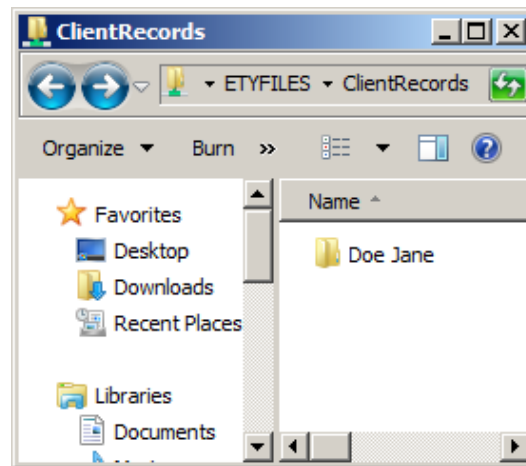 ClientRecords
ETYFILES ClientRecords
Organize Burn »
Favorites
Desktop
Downloads
Recent Places
Libraries
Documents
Name
Doe Jane